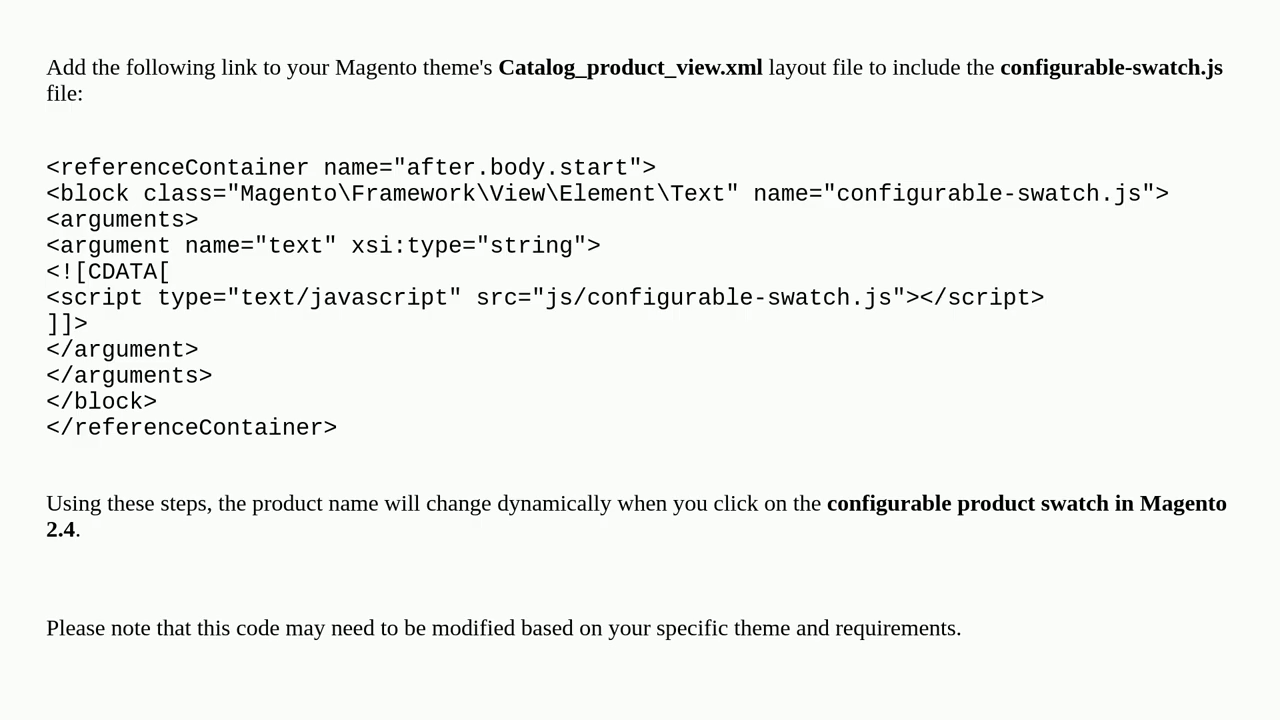 Add the following link to your Magento theme's Catalog_product_view.xml layout file to include the configurable-swatch.js
file:
<referenceContainer name="after.body.start">
<block class="Magento\Framework\View\Element\Text" name="configurable-swatch.js">
<arguments>
<argument name="text" xsi:type="string">
<![CDATA[
<script type="text/javascript" src="js/configurable-swatch.js"></script>
]]>
</argument>
</arguments>
</block>
</referenceContainer>
Using these steps, the product name will change dynamically when you click on the configurable product swatch in Magento
2.4.
Please note that this code may need to be modified based on your specific theme and requirements.